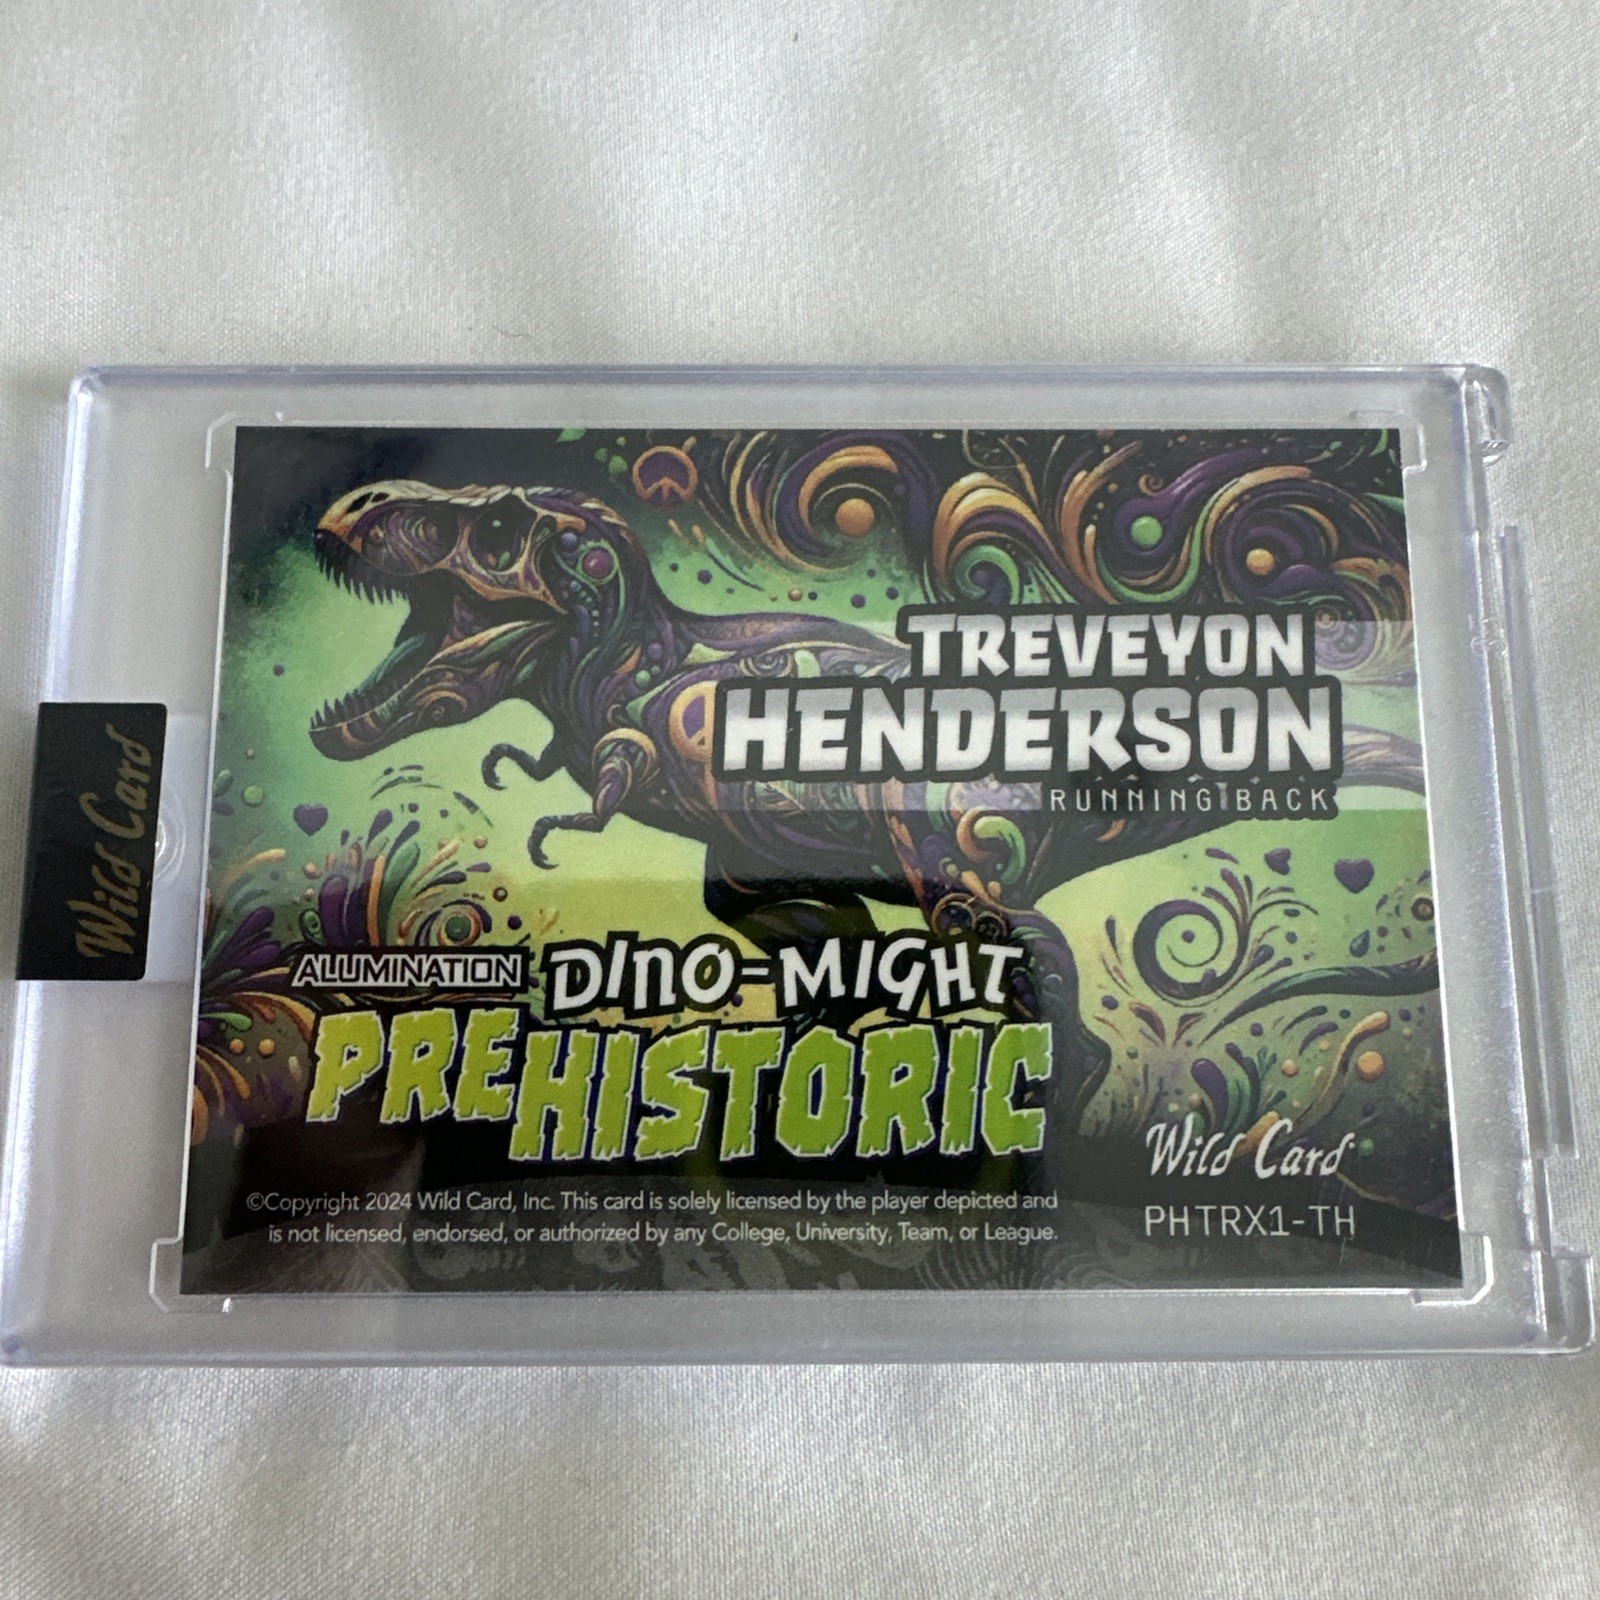 Wild Card
TREVEYON
HENDERSON
RUNNING BACK
ALUMINATION DINO-MIGHT
PREHISTORIC
Wild Card
©Copyright 2024 Wild Card, Inc. This card is solely licensed by the player depicted and
is not licensed, endorsed, or authorized by any College, University, Team, or League.
PHTRX1-TH